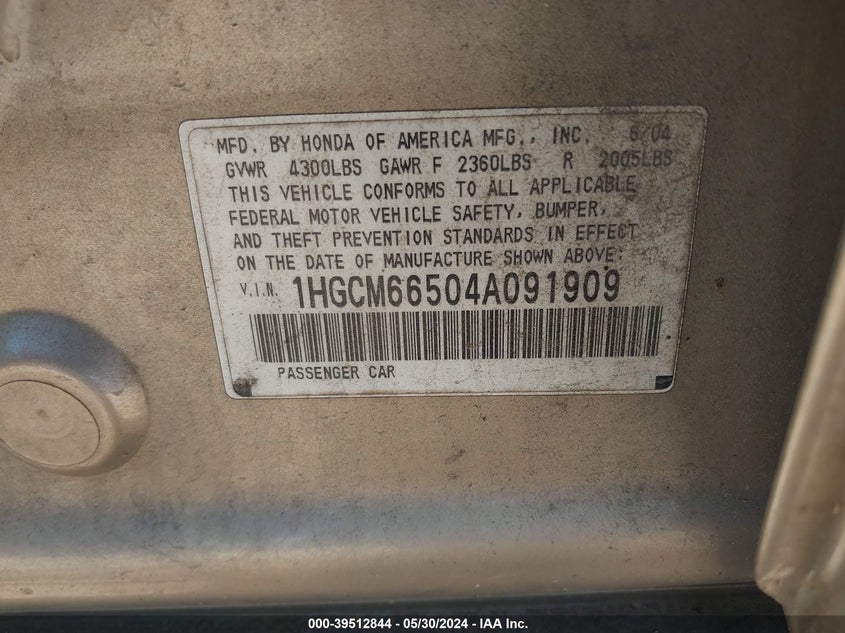 MFD. BY HONDA OF AMERICA MFG., INC. 6/04
GVWR 4300LBS GAWR F 2360LBS R 2005LBS
THIS VEHICLE CONFORMS TO ALL APPLICABLE
FEDERAL MOTOR VEHICLE SAFETY, BUMPER,
AND THEFT PREVENTION STANDARDS IN EFFECT
ON THE DATE OF MANUFACTURE SHOWN ABOVE.
V.I.N. 1HGCM66504A091909
PASSENGER CAR
000-39512844 - 05/30/2024 - IAA Inc.